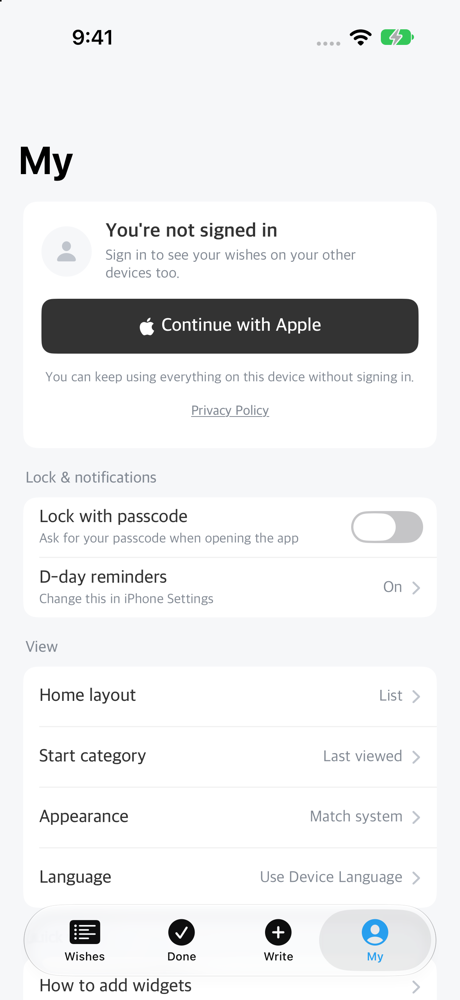 9:41
My
You're not signed in
Sign in to see your wishes on your other
devices too.
Continue with Apple
You can keep using everything on this device without signing in.
Privacy Policy
Lock & notifications
Lock with passcode
Ask for your passcode when opening the app
D-day reminders
On
Change this in iPhone Settings
View
Home layout
List
Start category
Last viewed
Appearance
Match system
Language
Use Device Language
Wishes
Done
Write
My
How to add widgets